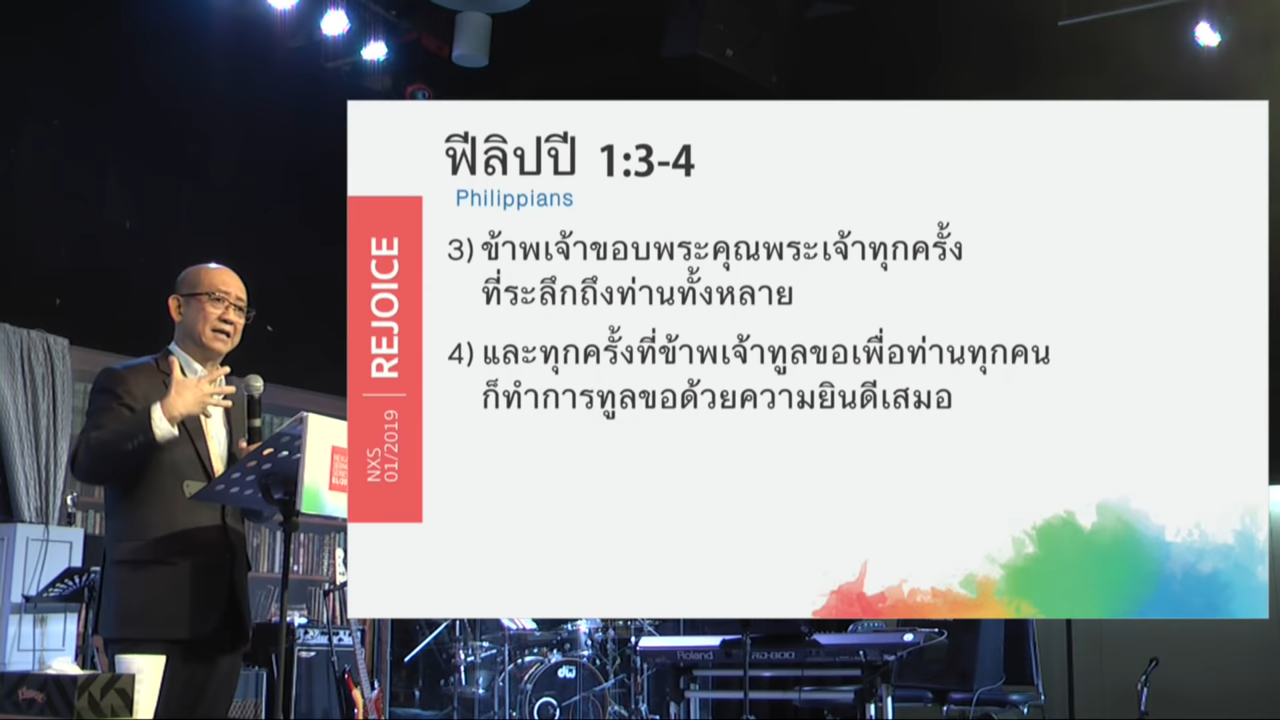 ฟีลิปปี 1:3-4
Philippians
3) ข้าพเจ้าขอบพระคุณพระเจ้าทุกครั้ง
ที่ระลึกถึงท่านทั้งหลาย
4) และทุกครั้งที่ข้าพเจ้าทูลขอเพื่อท่านทุกคน
ก็ทำการทูลขอด้วยความยินดีเสมอ
NXS
01/2019
REJOICE
Roland
RD-800
dw